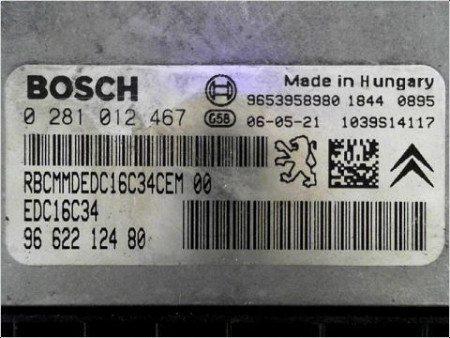 BOSCH
Made in Hungary
9653958980 1844 0895
0 281 012 467 G58 06-05-21 1039S14117
RBCMMDEDC16C34CEM 00
EDC16C34
96 622 124 80